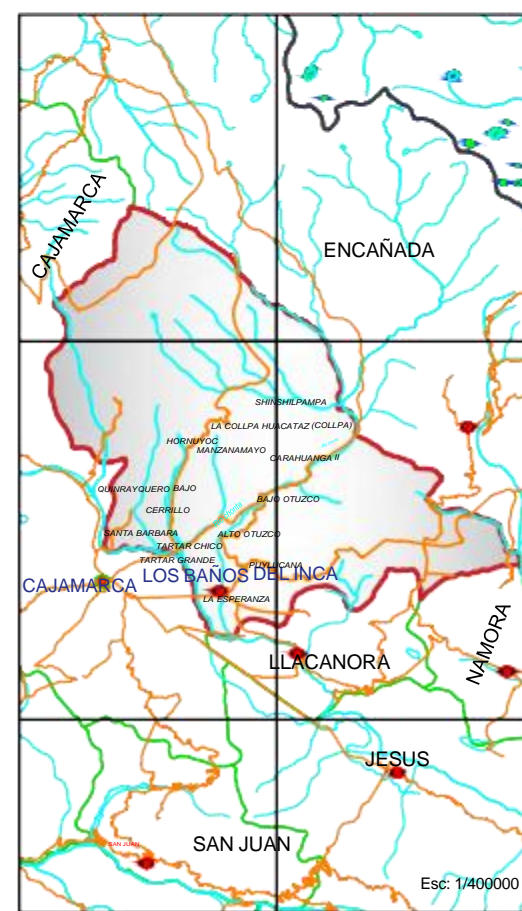 CAJAMARCA
ENCAÑADA
SHINSHILPAMPA
LA COLLPA HUACATAZ (COLLPA)
HORNUYOC
MANZANAMAYO
CARAHUANGA II
QUINRAYQUERO BAJO
BAJO OTUZCO
CERRILLO
SANTA BARBARA
ALTO OTUZCO
TARTAR CHICO
TARTAR GRANDE
PUYLLUCANA
CAJAMARCA
LOS BAÑOS DEL INCA
LA ESPERANZA
NAMORA
LLACANORA
JESUS
SAN JUAN
SAN JUAN
Esc: 1/400000